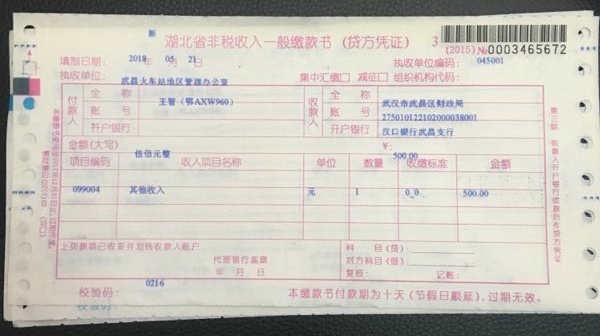 新
湖北省非税收入一般缴款书（贷方凭证） 3 (2015) №0003465672
填制日期： 2018 年 05 月 21 日 执收单位编码： 045001
执收单位： 武昌火车站地区管理办公室 集中汇缴□ 减征□ 组织机构代码：
付款人 全称 王智（鄂AXW960） 收款人 全称 武汉市武昌区财政局
账号 账号 275010122102000038001
开户银行 开户银行 汉口银行武昌支行
金额(大写) 伍佰元整 ¥ 500.00
项目编码 收入项目名称 单位 数量 收缴标准 金额
099004 其他收入 元 1 0_0 500.00
上列款项已收妥并划转收款人账户 科目（贷）：
代理银行盖章 对方科目（借）：
年 月 日 复核： 记账：
校验码： 0216 本缴款书付款期为十天（节假日顺延），过期无效。
第三联 收款人开户银行收款后作贷方凭证